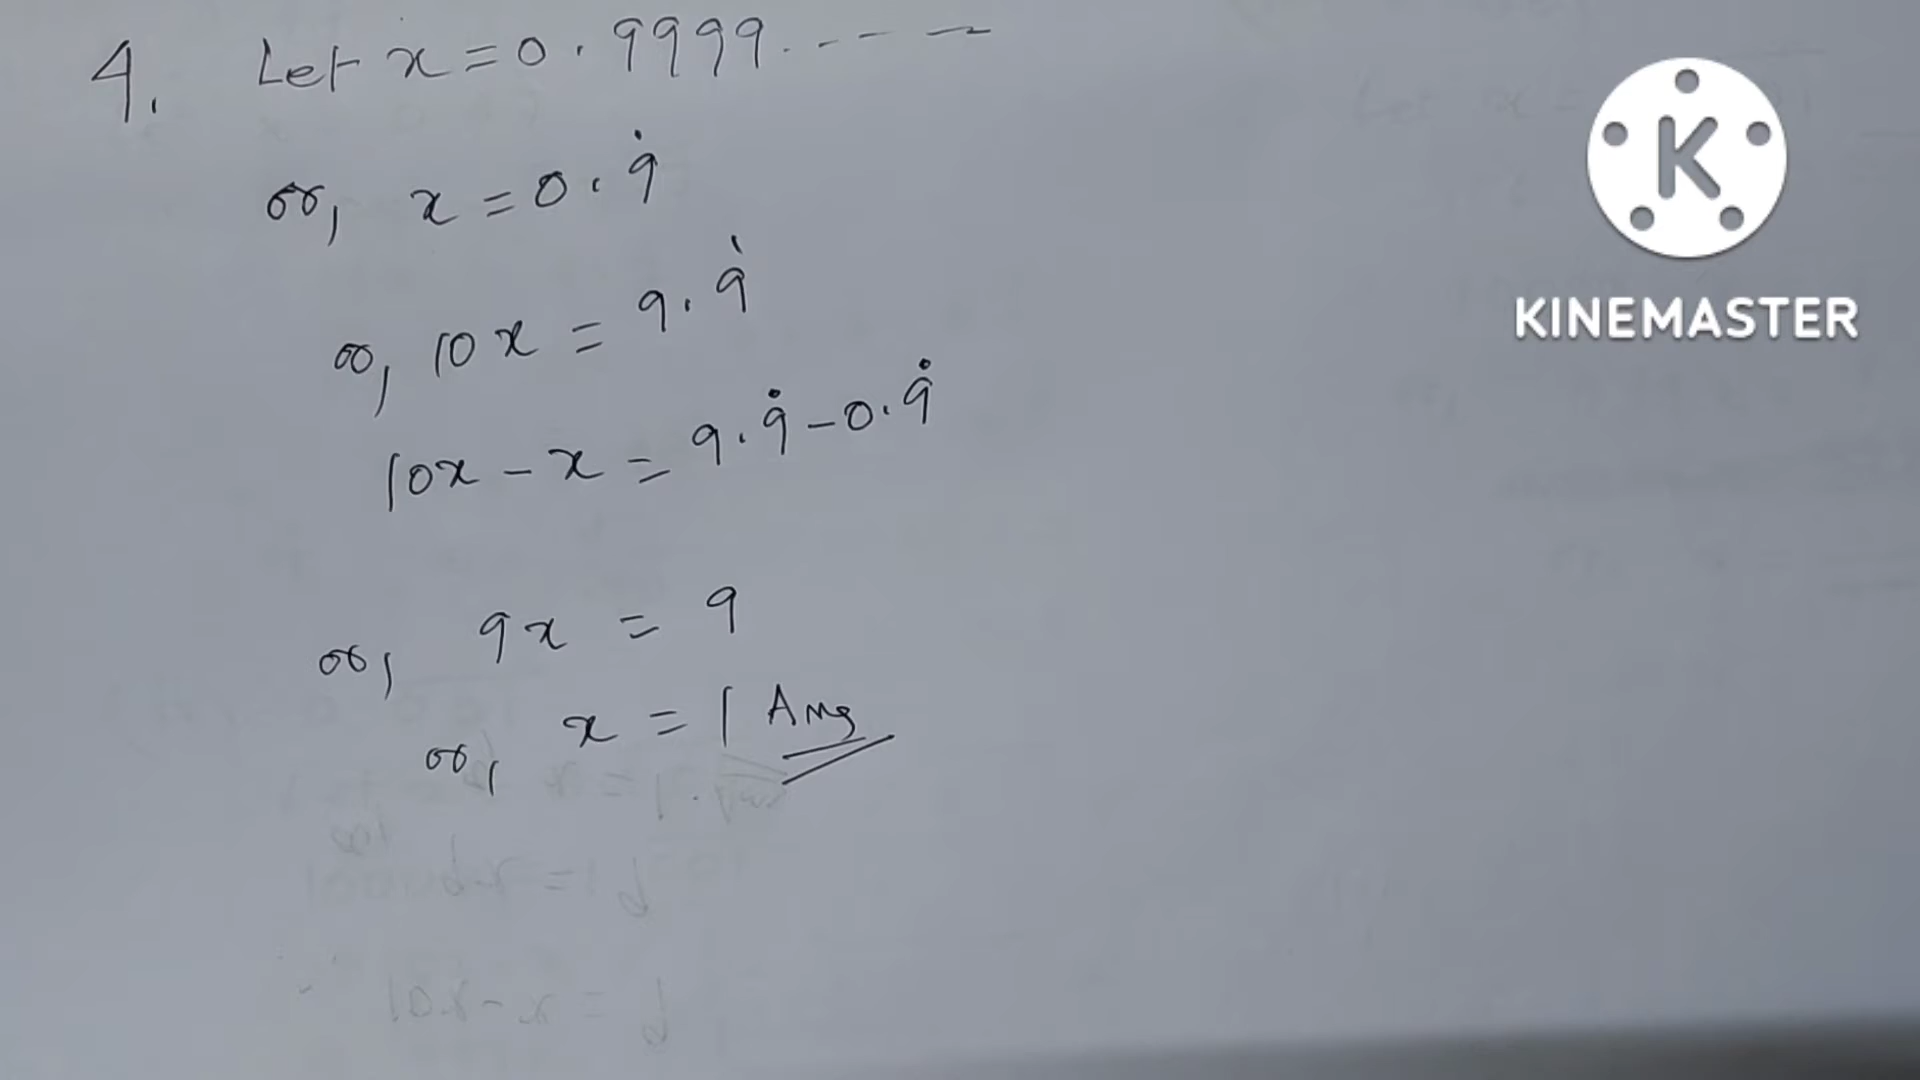 4. Let x = 0.9999.----
or, x = 0.9̇
or, 10x = 9.9̇
10x - x = 9.9̇ - 0.9̇
or, 9x = 9
or, x = 1 Ans
KINEMASTER